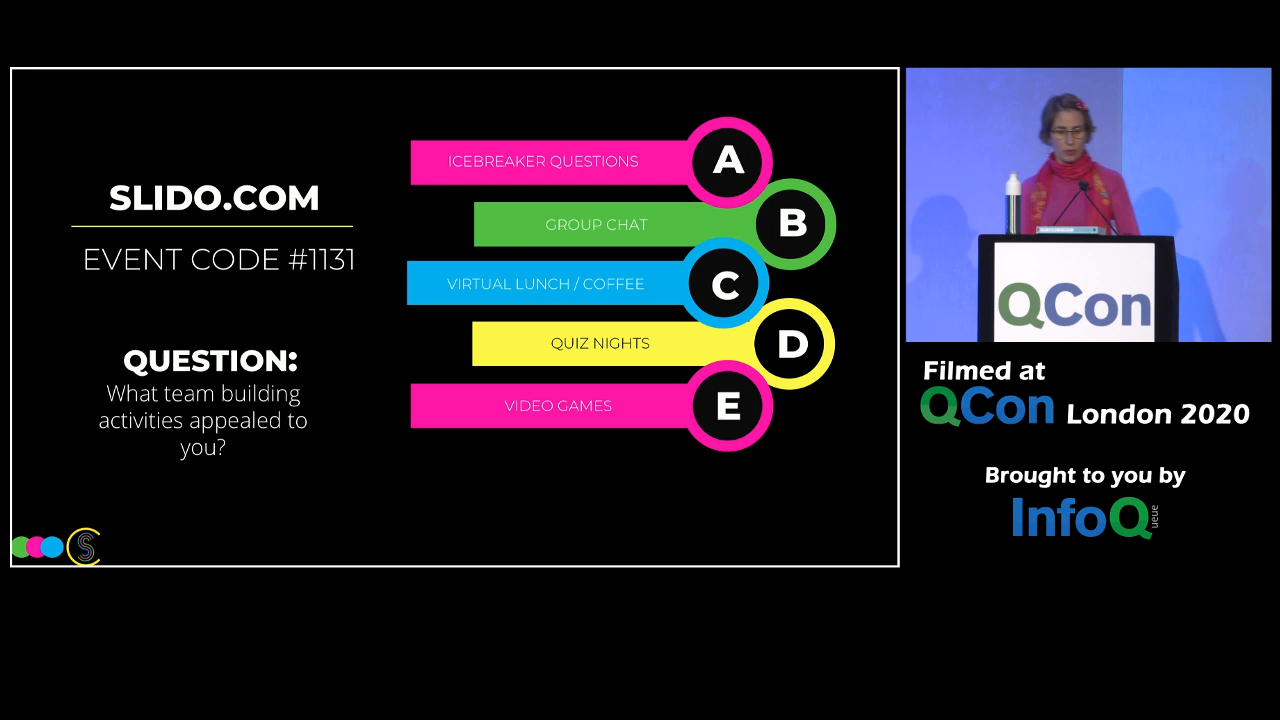 SLIDO.COM
EVENT CODE #1131
QUESTION:
What team building
activities appealed to
you?
ICEBREAKER QUESTIONS
A
GROUP CHAT
B
VIRTUAL LUNCH / COFFEE
C
QUIZ NIGHTS
D
VIDEO GAMES
E
QCon
Filmed at
QCon London 2020
Brought to you by
InfoQ
ueue